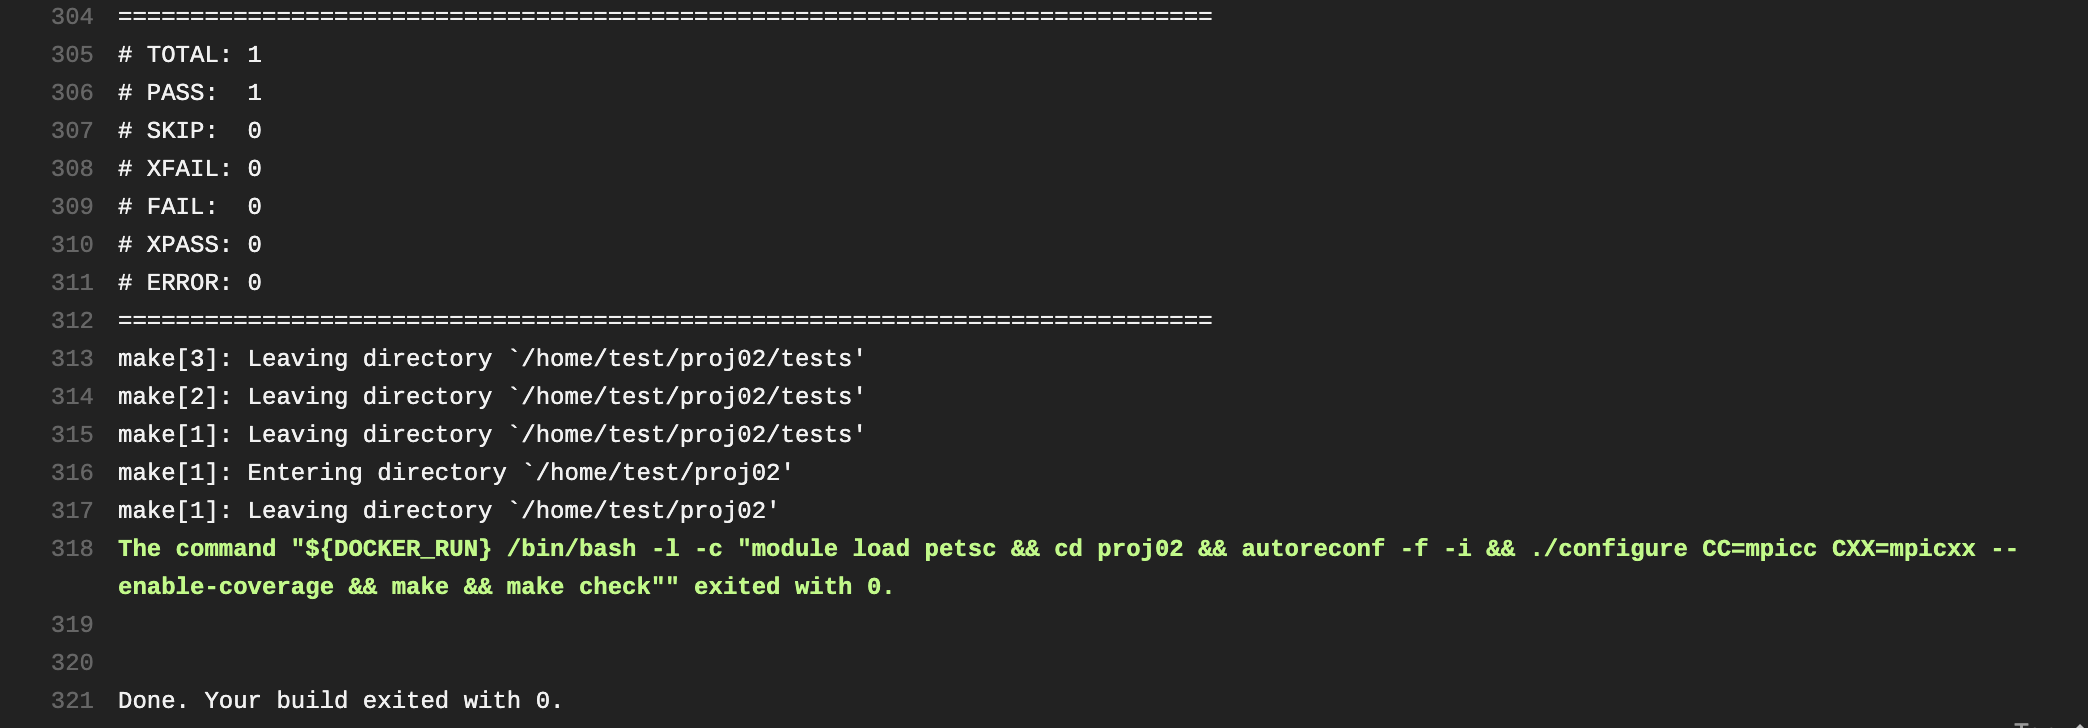 304 ============================================================================
305 # TOTAL: 1
306 # PASS:  1
307 # SKIP:  0
308 # XFAIL: 0
309 # FAIL:  0
310 # XPASS: 0
311 # ERROR: 0
312 ============================================================================
313 make[3]: Leaving directory `/home/test/proj02/tests'
314 make[2]: Leaving directory `/home/test/proj02/tests'
315 make[1]: Leaving directory `/home/test/proj02/tests'
316 make[1]: Entering directory `/home/test/proj02'
317 make[1]: Leaving directory `/home/test/proj02'
318 The command "${DOCKER_RUN} /bin/bash -l -c "module load petsc && cd proj02 && autoreconf -f -i && ./configure CC=mpicc CXX=mpicxx --
enable-coverage && make && make check"" exited with 0.
319
320
321 Done. Your build exited with 0.